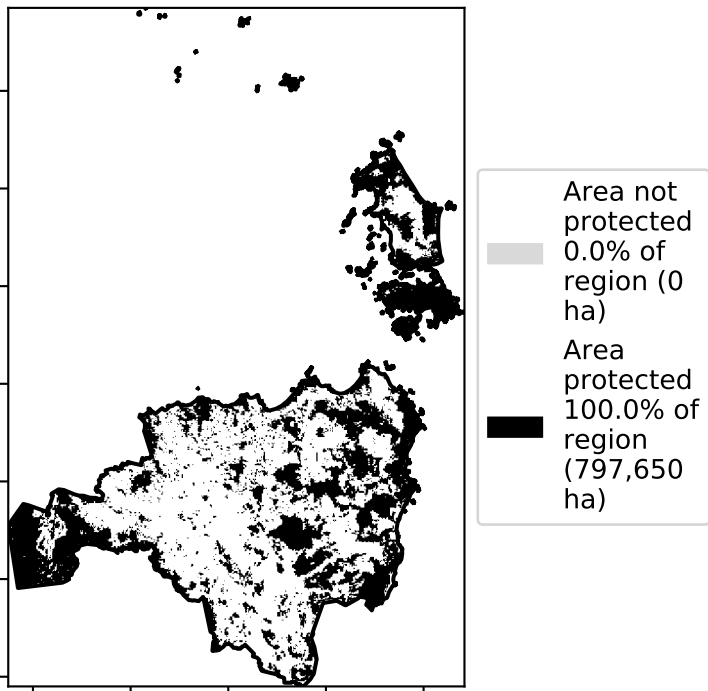 Area not
protected
0.0% of
region (0
ha)
Area
protected
100.0% of
region
(797,650
ha)